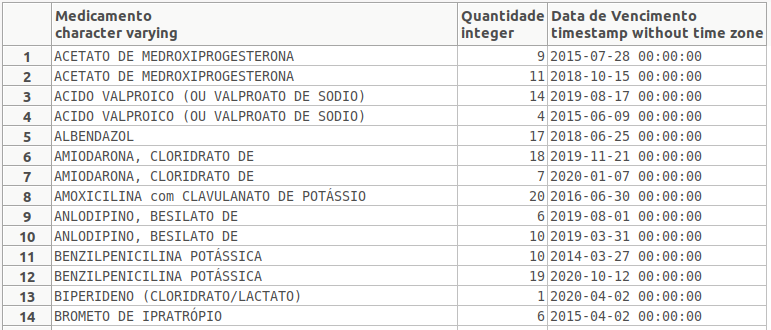 Medicamento Quantidade Data de Vencimento
character varying integer timestamp without time zone
1 ACETATO DE MEDROXIPROGESTERONA 9 2015-07-28 00:00:00
2 ACETATO DE MEDROXIPROGESTERONA 11 2018-10-15 00:00:00
3 ACIDO VALPROICO (OU VALPROATO DE SODIO) 14 2019-08-17 00:00:00
4 ACIDO VALPROICO (OU VALPROATO DE SODIO) 4 2015-06-09 00:00:00
5 ALBENDAZOL 17 2018-06-25 00:00:00
6 AMIODARONA, CLORIDRATO DE 18 2019-11-21 00:00:00
7 AMIODARONA, CLORIDRATO DE 7 2020-01-07 00:00:00
8 AMOXICILINA com CLAVULANATO DE POTÁSSIO 20 2016-06-30 00:00:00
9 ANLODIPINO, BESILATO DE 6 2019-08-01 00:00:00
10 ANLODIPINO, BESILATO DE 10 2019-03-31 00:00:00
11 BENZILPENICILINA POTÁSSICA 10 2014-03-27 00:00:00
12 BENZILPENICILINA POTÁSSICA 19 2020-10-12 00:00:00
13 BIPERIDENO (CLORIDRATO/LACTATO) 1 2020-04-02 00:00:00
14 BROMETO DE IPRATRÓPIO 6 2015-04-02 00:00:00